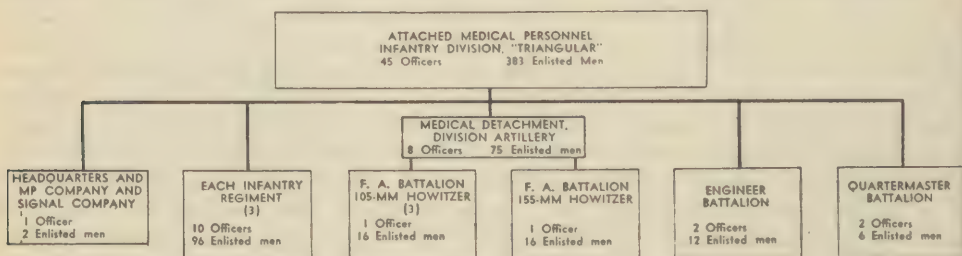 ATTACHED MEDICAL PERSONNEL
INFANTRY DIVISION, "TRIANGULAR"
45 Officers 383 Enlisted Men
MEDICAL DETACHMENT,
DIVISION ARTILLERY
8 Officers 75 Enlisted men
HEADQUARTERS AND
MP COMPANY AND
SIGNAL COMPANY
1 Officer
2 Enlisted men
EACH INFANTRY
REGIMENT
(3)
10 Officers
96 Enlisted men
F. A. BATTALION
105-MM HOWITZER
(3)
1 Officer
16 Enlisted men
F. A. BATTALION
155-MM HOWITZER
1 Officer
16 Enlisted men
ENGINEER
BATTALION
2 Officers
12 Enlisted men
QUARTERMASTER
BATTALION
2 Officers
6 Enlisted men